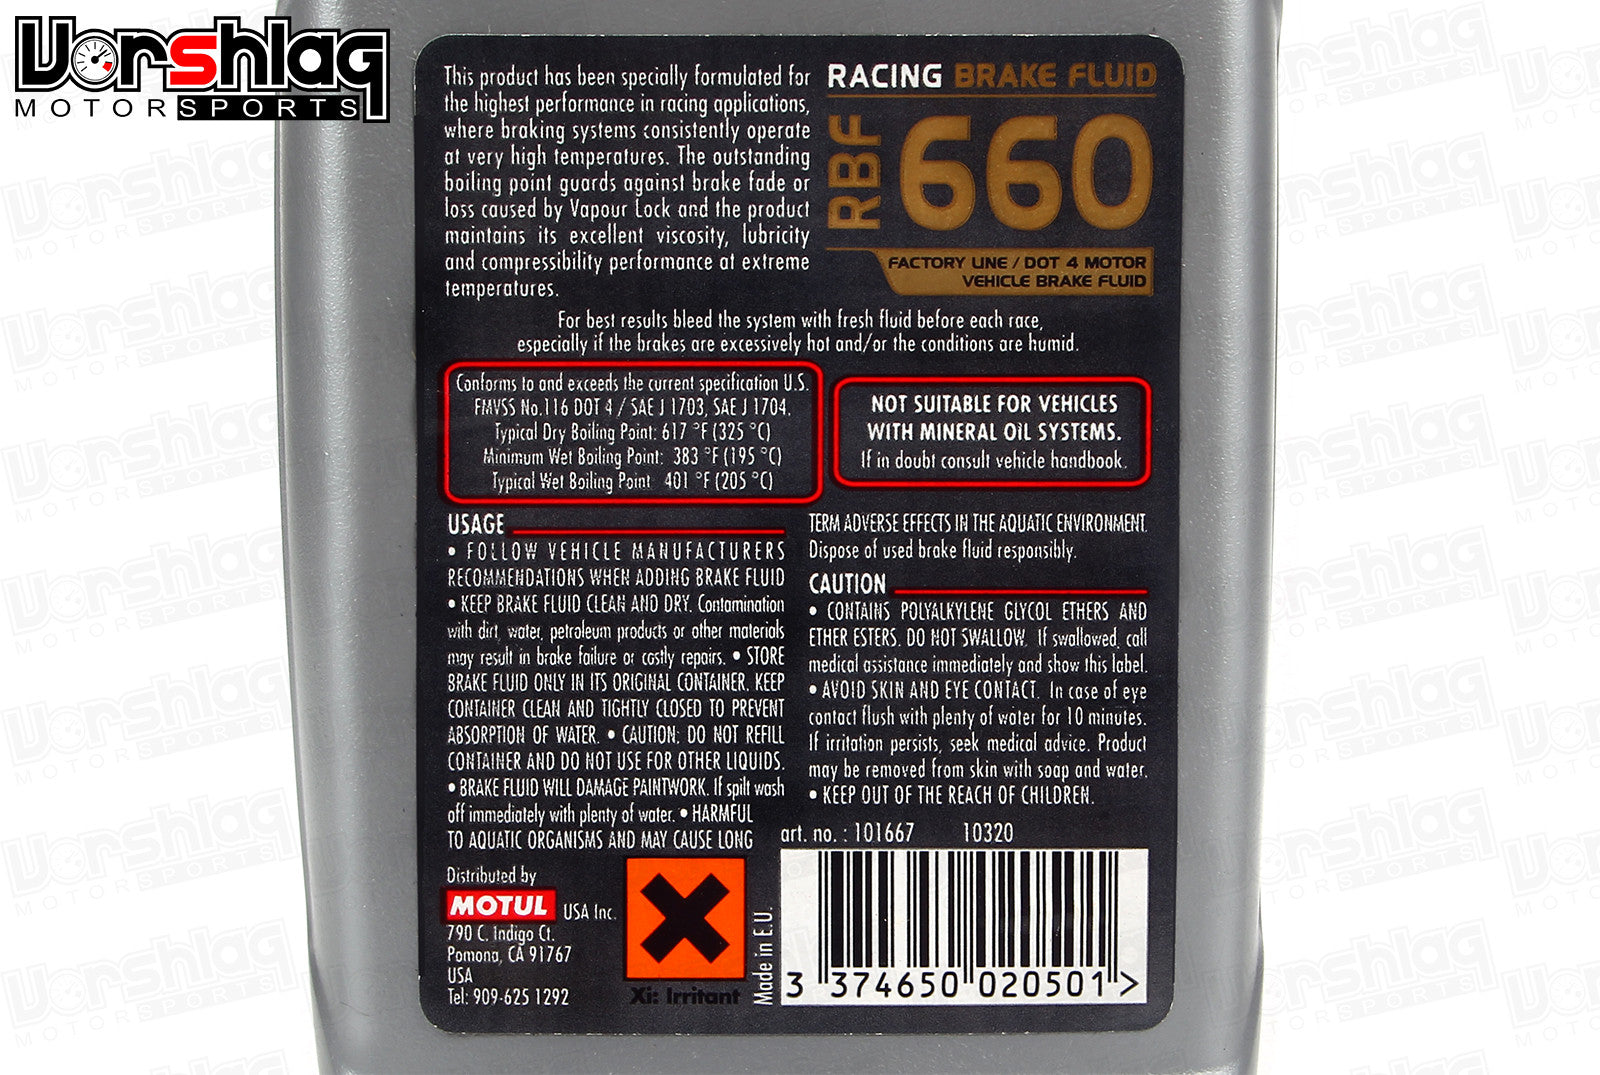 Vorshlag
MOTORSPORTS
This product has been specially formulated for
the highest performance in racing applications,
where braking systems consistently operate
at very high temperatures. The outstanding
boiling point guards against brake fade or
loss caused by Vapour Lock and the product
maintains its excellent viscosity, lubricity
and compressibility performance at extreme
temperatures.
RACING BRAKE FLUID
RBF 660
FACTORY LINE / DOT 4 MOTOR
VEHICLE BRAKE FLUID
For best results bleed the system with fresh fluid before each race,
especially if the brakes are excessively hot and/or the conditions are humid.
Conforms to and exceeds the current specification U.S.
FMVSS No.116 DOT 4 / SAE J 1703, SAE J 1704.
Typical Dry Boiling Point: 617 °F (325 °C)
Minimum Wet Boiling Point: 383 °F (195 °C)
Typical Wet Boiling Point 401 °F (205 °C)
NOT SUITABLE FOR VEHICLES
WITH MINERAL OIL SYSTEMS.
If in doubt consult vehicle handbook.
USAGE
• FOLLOW VEHICLE MANUFACTURERS
RECOMMENDATIONS WHEN ADDING BRAKE FLUID
• KEEP BRAKE FLUID CLEAN AND DRY. Contamination
with dirt, water, petroleum products or other materials
may result in brake failure or costly repairs. • STORE
BRAKE FLUID ONLY IN ITS ORIGINAL CONTAINER. KEEP
CONTAINER CLEAN AND TIGHTLY CLOSED TO PREVENT
ABSORPTION OF WATER. • CAUTION: DO NOT REFILL
CONTAINER AND DO NOT USE FOR OTHER LIQUIDS.
• BRAKE FLUID WILL DAMAGE PAINTWORK. If spilt wash
off immediately with plenty of water. • HARMFUL
TO AQUATIC ORGANISMS AND MAY CAUSE LONG
TERM ADVERSE EFFECTS IN THE AQUATIC ENVIRONMENT.
Dispose of used brake fluid responsibly.
CAUTION
• CONTAINS POLYALKYLENE GLYCOL ETHERS AND
ETHER ESTERS. DO NOT SWALLOW. If swallowed, call
medical assistance immediately and show this label.
• AVOID SKIN AND EYE CONTACT. In case of eye
contact flush with plenty of water for 10 minutes.
If irritation persists, seek medical advice. Product
may be removed from skin with soap and water.
• KEEP OUT OF THE REACH OF CHILDREN.
art. no. : 101667 10320
Distributed by
MOTUL USA Inc.
790 C. Indigo Ct.
Pomona, CA 91767
USA
Tel: 909-625 1292
Xi: Irritant
Made in E.U.
3 374650 020501 >